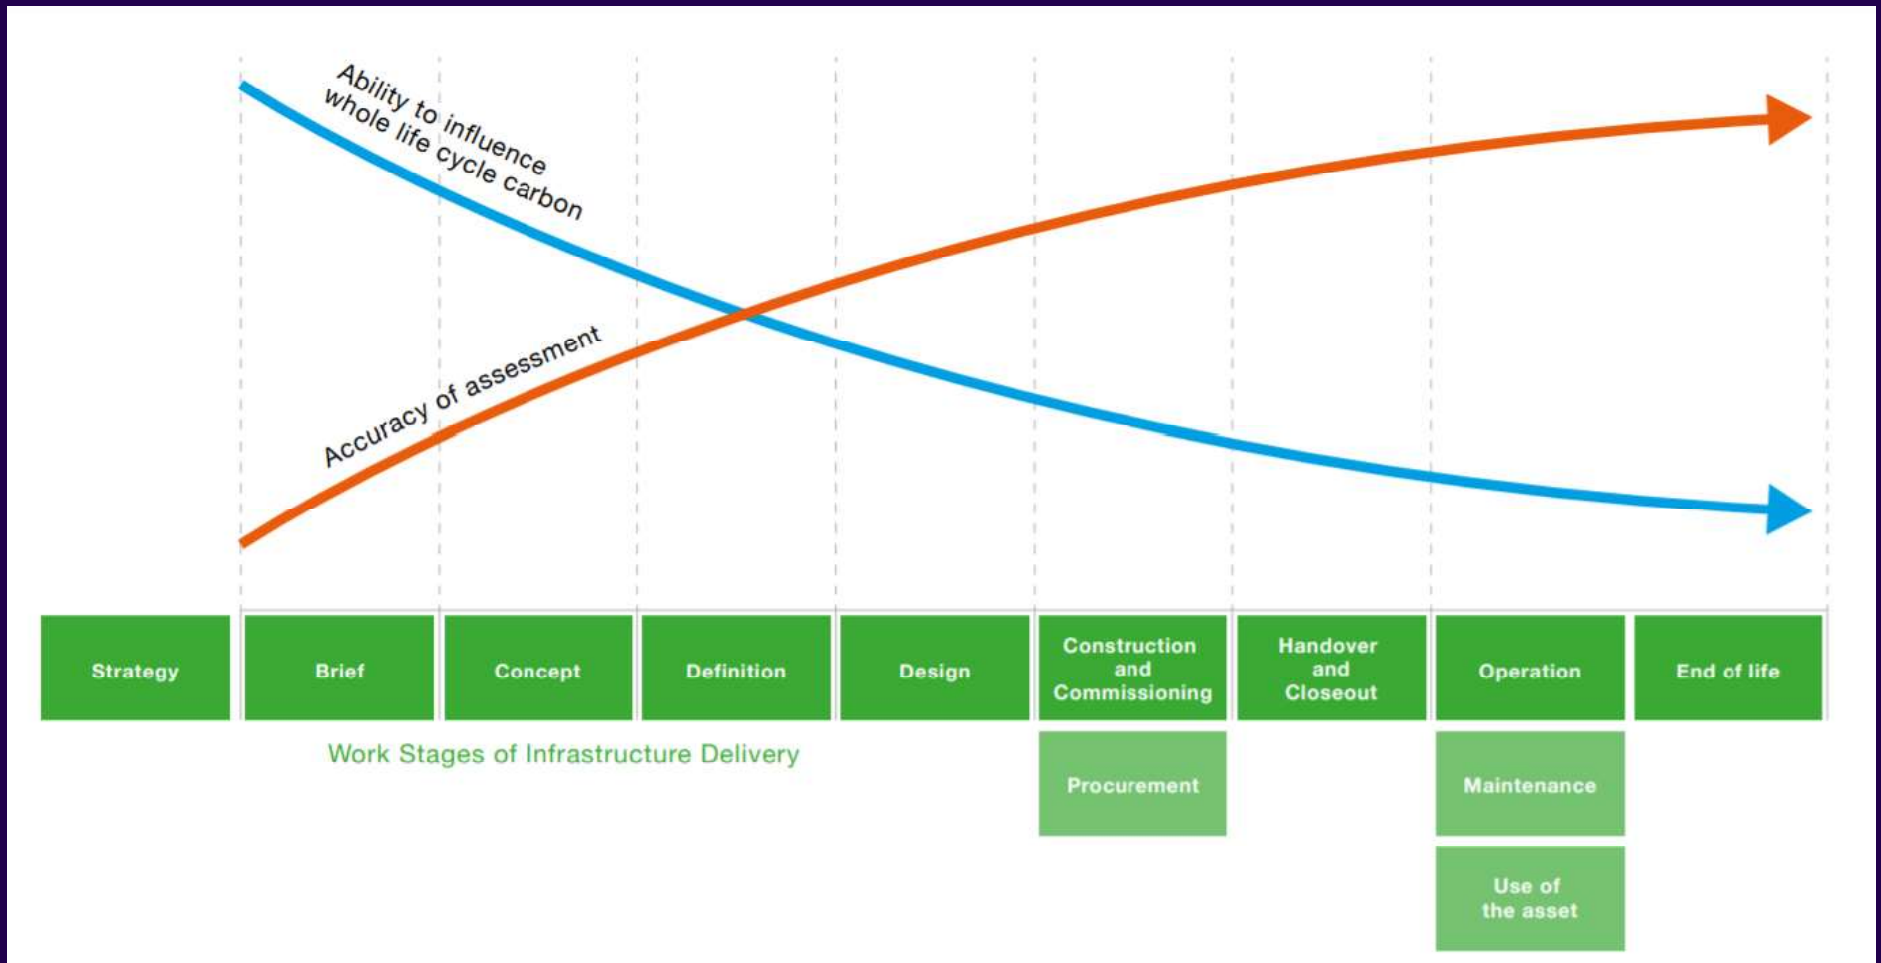 Ability to influence
whole life cycle carbon
Accuracy of assessment
Strategy
Brief
Concept
Definition
Design
Construction
and
Commissioning
Handover
and
Closeout
Operation
End of life
Work Stages of Infrastructure Delivery
Procurement
Maintenance
Use of
the asset